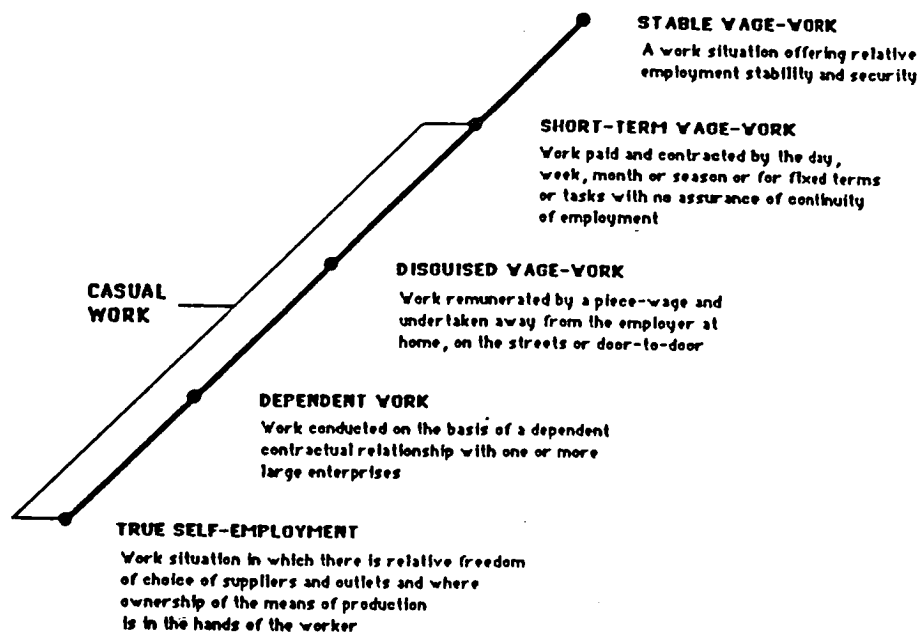 STABLE WAGE-WORK
A work situation offering relative
employment stability and security
SHORT-TERM WAGE-WORK
Work paid and contracted by the day,
week, month or season or for fixed terms
or tasks with no assurance of continuity
of employment
DISGUISED WAGE-WORK
Work remunerated by a piece-wage and
undertaken away from the employer at
home, on the streets or door-to-door
CASUAL
WORK
DEPENDENT WORK
Work conducted on the basis of a dependent
contractual relationship with one or more
large enterprises
TRUE SELF-EMPLOYMENT
Work situation in which there is relative freedom
of choice of suppliers and outlets and where
ownership of the means of production
is in the hands of the worker